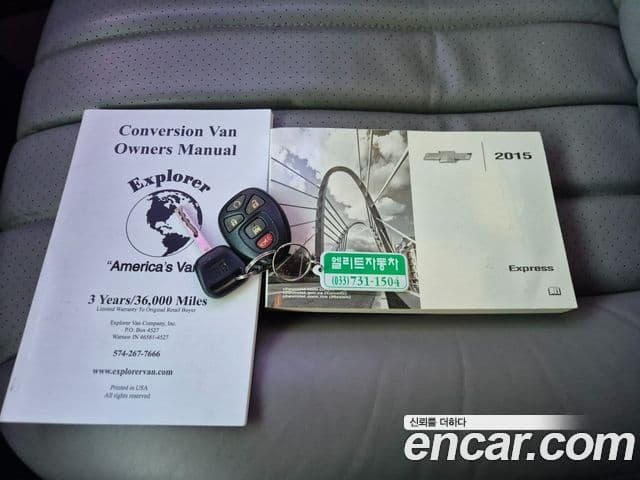 Conversion Van
Owners Manual
Explorer
"America's Van
3 Years/36,000 Miles
Limited Warranty To Original Retail Buyer
Explorer Van Company, Inc.
P.O. Box 4527
Warsaw IN 46581-4527
574-267-7666
www.explorervan.com
Printed in USA
All rights reserved
2015
Express
엘리트자동차
(033)731-1504
신뢰를 더하다
encar.com